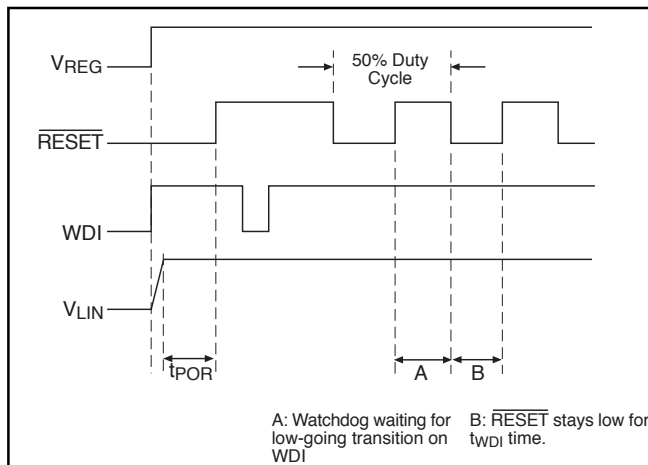 50% Duty
Cycle
VREG
RESET
WDI
VLIN
tPOR
A
B
A: Watchdog waiting for
low-going transition on
WDI
B: RESET stays low for
tWDI time.